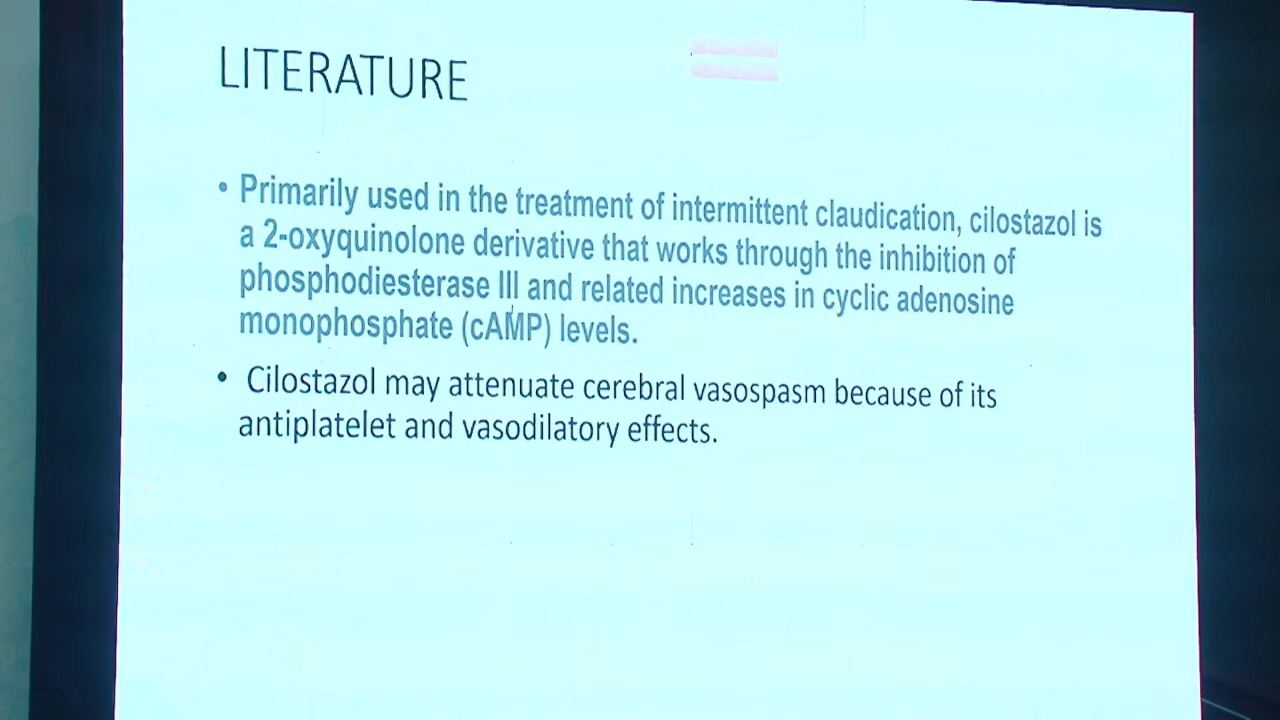 LITERATURE
• Primarily used in the treatment of intermittent claudication, cilostazol is
a 2-oxyquinolone derivative that works through the inhibition of
phosphodiesterase III and related increases in cyclic adenosine
monophosphate (cAMP) levels.
• Cilostazol may attenuate cerebral vasospasm because of its
antiplatelet and vasodilatory effects.